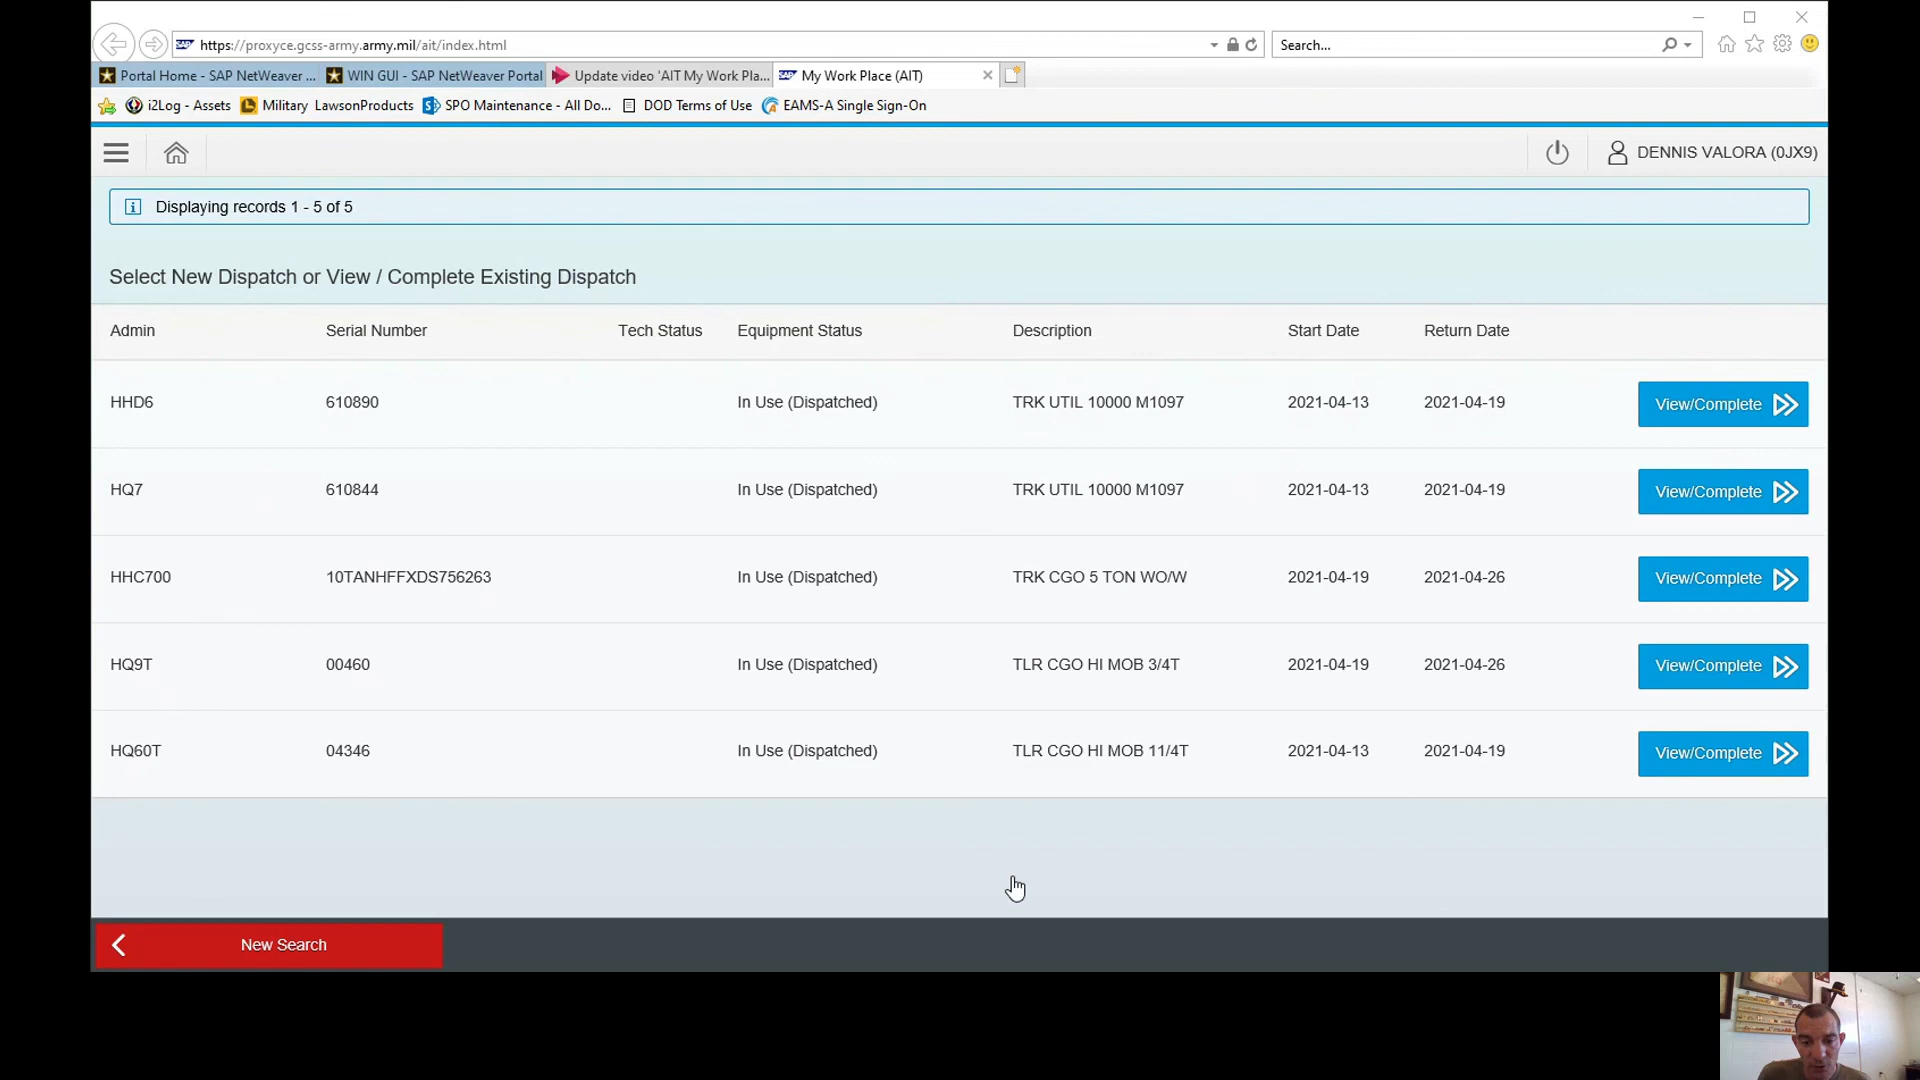 https://proxyce.gcss-army.army.mil/ait/index.html
Search...
Portal Home - SAP NetWeaver ...
WIN GUI - SAP NetWeaver Portal
Update video 'AIT My Work Pla...
SAP My Work Place (AIT)
i2Log - Assets
Military LawsonProducts
SPO Maintenance - All Do...
DOD Terms of Use
EAMS-A Single Sign-On
DENNIS VALORA (0JX9)
Displaying records 1 - 5 of 5
Select New Dispatch or View / Complete Existing Dispatch
Admin Serial Number Tech Status Equipment Status Description Start Date Return Date
HHD6 610890 In Use (Dispatched) TRK UTIL 10000 M1097 2021-04-13 2021-04-19 View/Complete
HQ7 610844 In Use (Dispatched) TRK UTIL 10000 M1097 2021-04-13 2021-04-19 View/Complete
HHC700 10TANHFFXDS756263 In Use (Dispatched) TRK CGO 5 TON WO/W 2021-04-19 2021-04-26 View/Complete
HQ9T 00460 In Use (Dispatched) TLR CGO HI MOB 3/4T 2021-04-19 2021-04-26 View/Complete
HQ60T 04346 In Use (Dispatched) TLR CGO HI MOB 11/4T 2021-04-13 2021-04-19 View/Complete
New Search